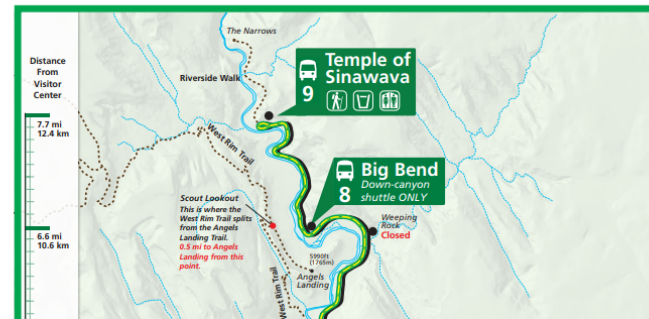 The Narrows
Distance
From
Visitor
Center
Riverside Walk
Temple of
Sinawava
9
7.7 mi
12.4 km
West Rim Trail
Big Bend
8
Down-canyon
shuttle ONLY
Scout Lookout
This is where the
West Rim Trail splits
from the Angels
Landing Trail.
0.5 mi to Angels
Landing from this
point.
Weeping
Rock
Closed
6.6 mi
10.6 km
5990ft
(1765m)
Angels
Landing
West Rim Trail